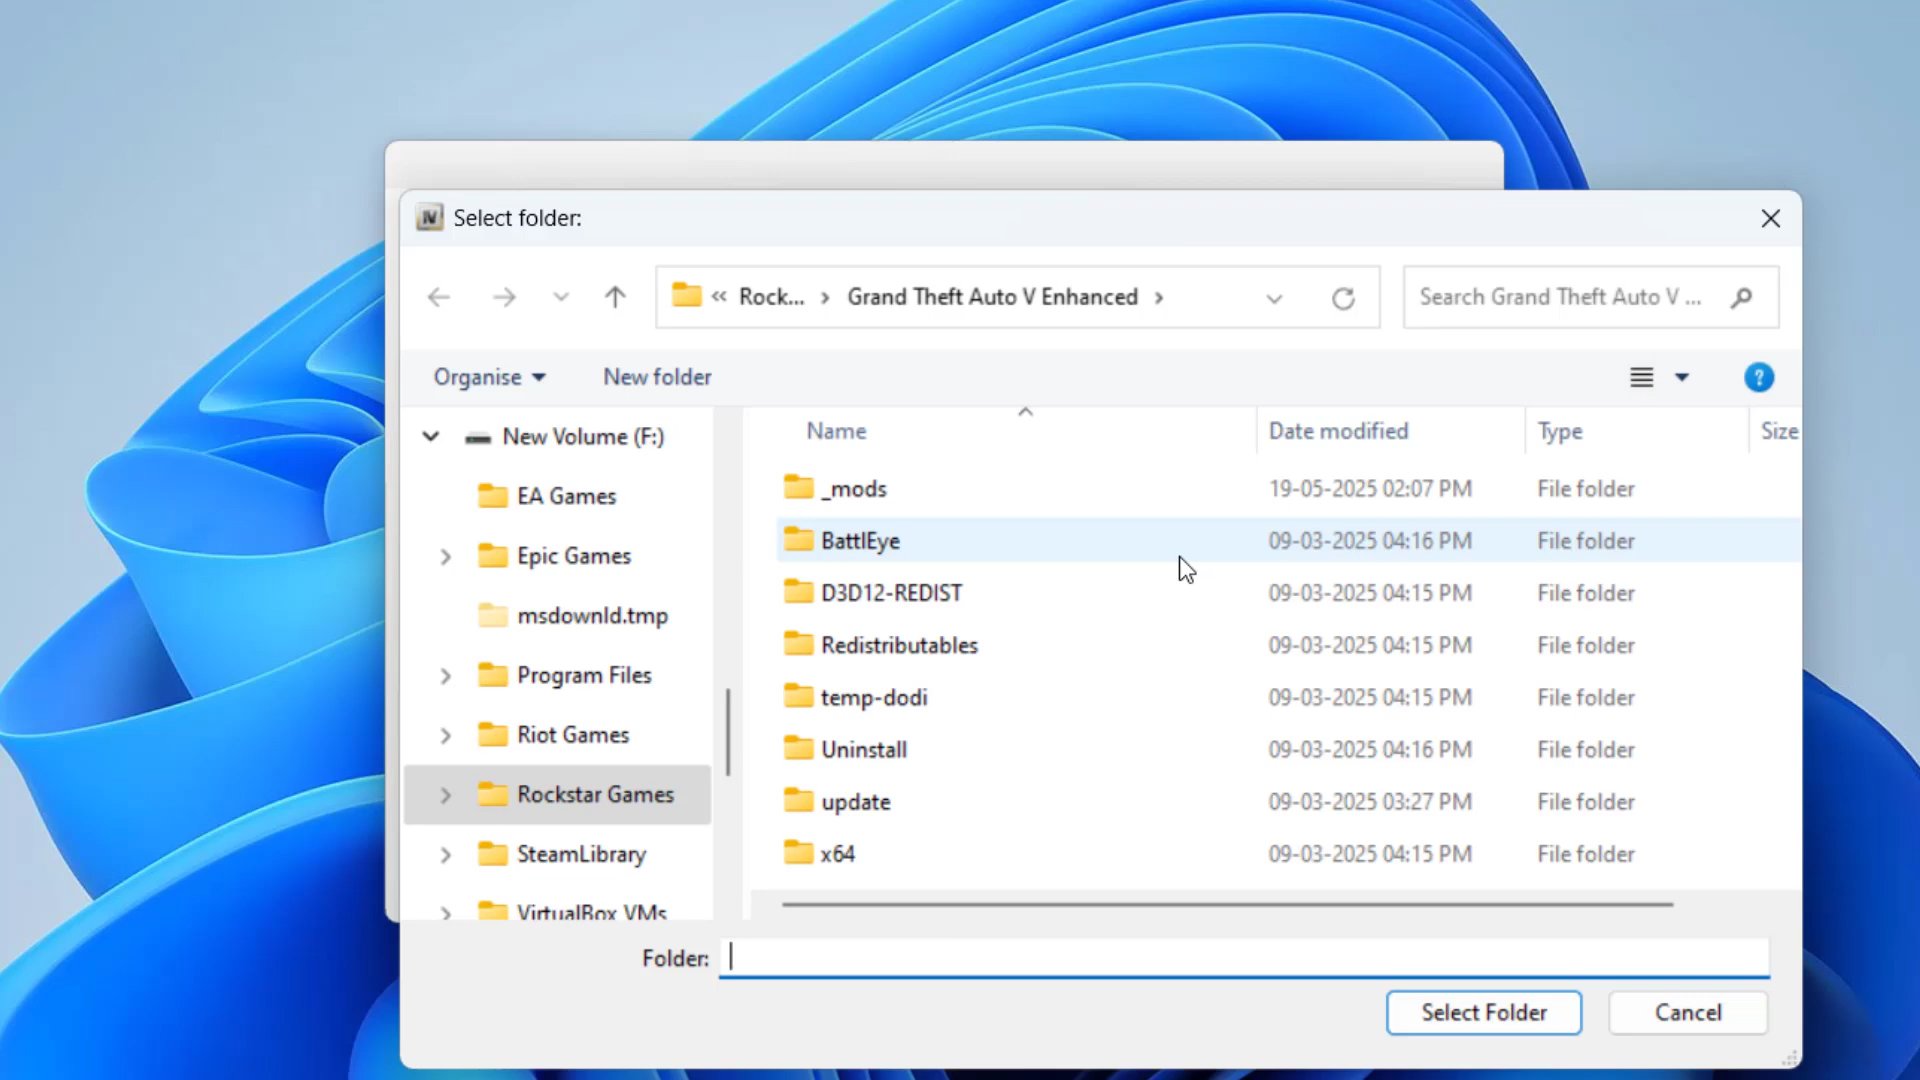 IV Select folder:
« Rock... › Grand Theft Auto V Enhanced ›
Search Grand Theft Auto V ...
Organise
New folder
?
New Volume (F:)
EA Games
Epic Games
msdownld.tmp
Program Files
Riot Games
Rockstar Games
SteamLibrary
VirtualBox VMs
Name Date modified Type Size
_mods 19-05-2025 02:07 PM File folder
BattlEye 09-03-2025 04:16 PM File folder
D3D12-REDIST 09-03-2025 04:15 PM File folder
Redistributables 09-03-2025 04:15 PM File folder
temp-dodi 09-03-2025 04:15 PM File folder
Uninstall 09-03-2025 04:16 PM File folder
update 09-03-2025 03:27 PM File folder
x64 09-03-2025 04:15 PM File folder
Folder:
Select Folder
Cancel